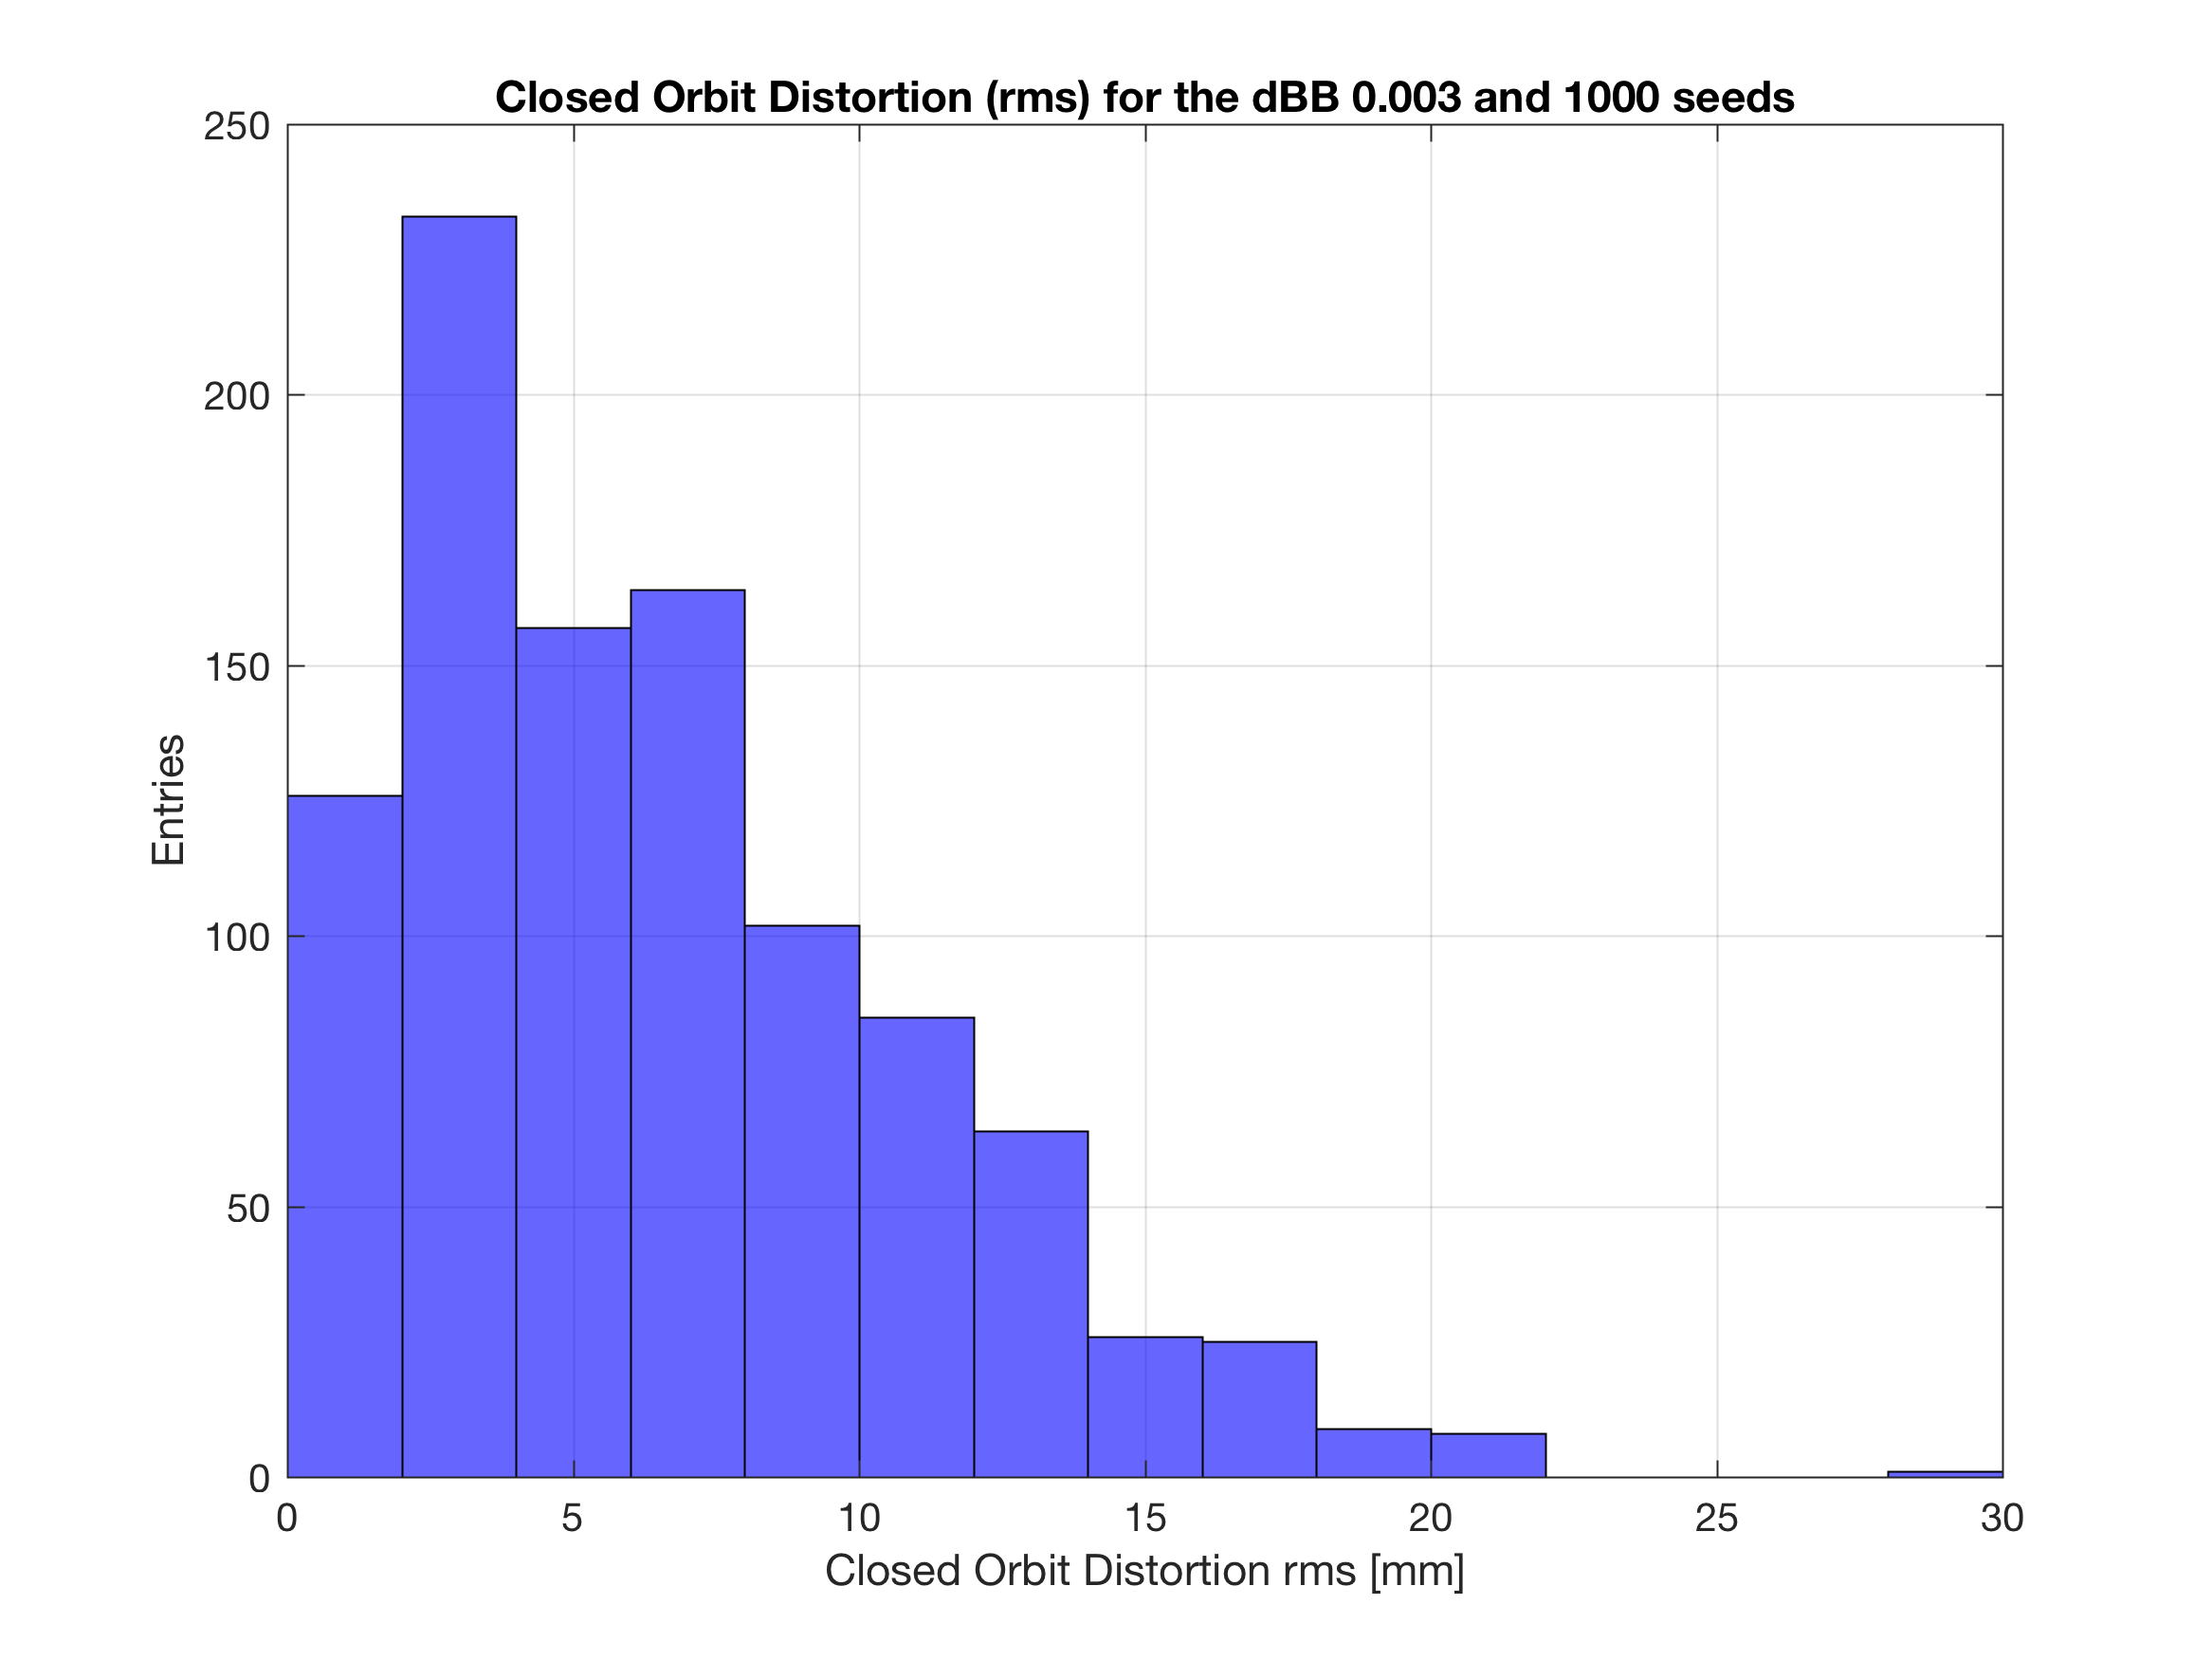 Closed Orbit Distortion (rms) for the dBB 0.003 and 1000 seeds
250
200
150
100
50
0
Entries
0 5 10 15 20 25 30
Closed Orbit Distortion rms [mm]